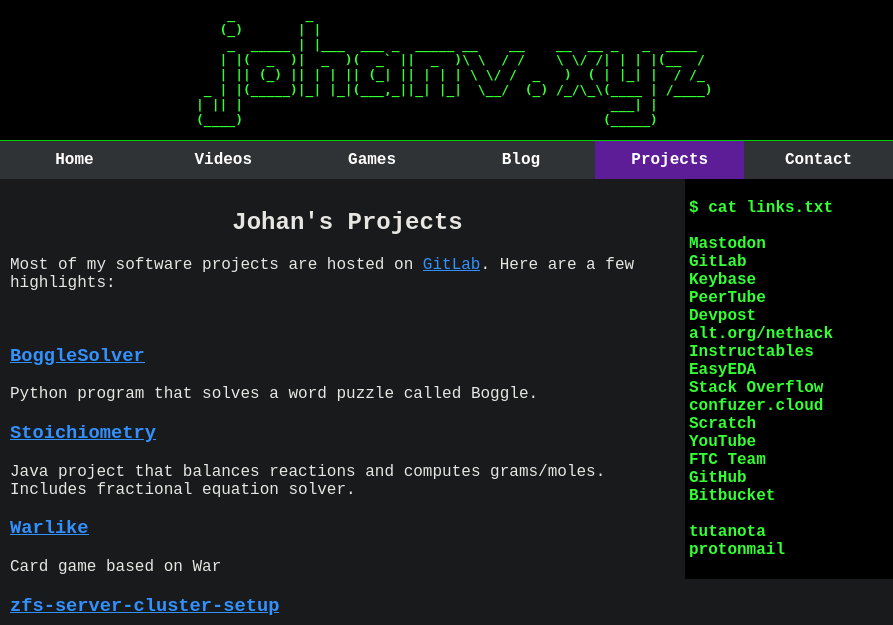 johanv.xyz
Home Videos Games Blog Projects Contact
Johan's Projects
Most of my software projects are hosted on GitLab. Here are a few
highlights:
BoggleSolver
Python program that solves a word puzzle called Boggle.
Stoichiometry
Java project that balances reactions and computes grams/moles.
Includes fractional equation solver.
Warlike
Card game based on War
zfs-server-cluster-setup
$ cat links.txt
Mastodon
GitLab
Keybase
PeerTube
Devpost
alt.org/nethack
Instructables
EasyEDA
Stack Overflow
confuzer.cloud
Scratch
YouTube
FTC Team
GitHub
Bitbucket
tutanota
protonmail